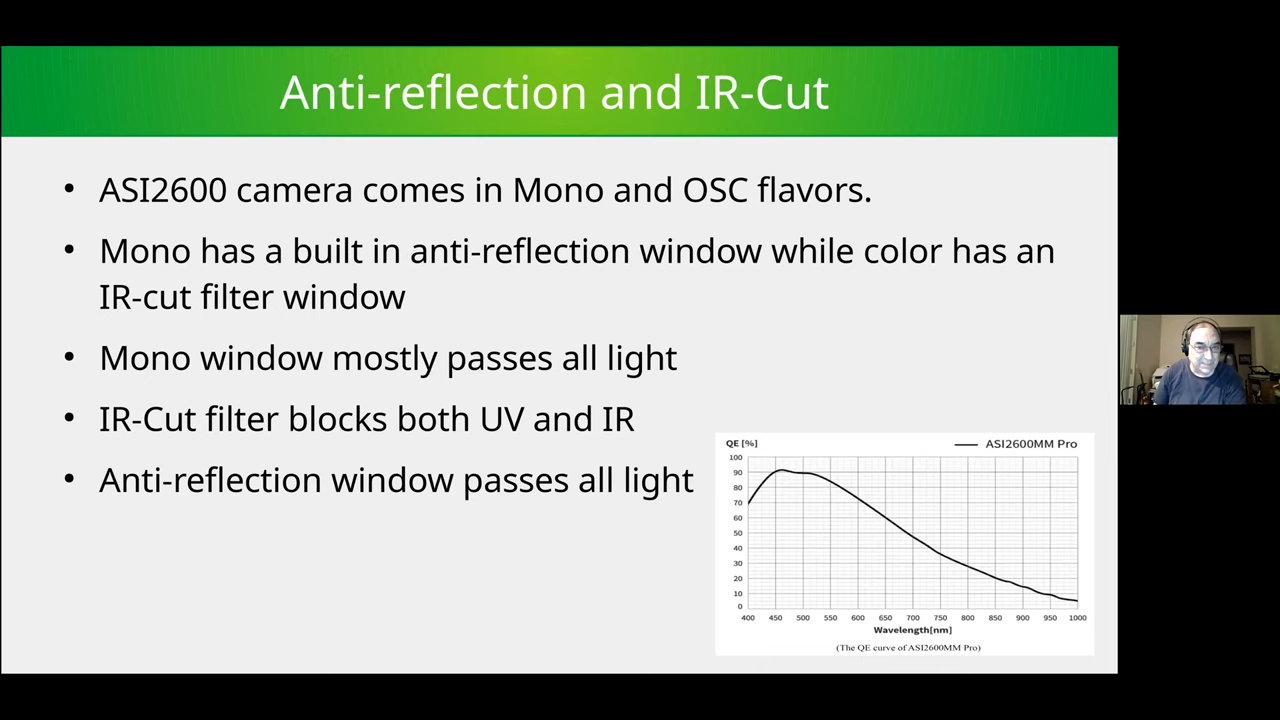 Anti-reflection and IR-Cut
• ASI2600 camera comes in Mono and OSC flavors.
• Mono has a built in anti-reflection window while color has an
IR-cut filter window
• Mono window mostly passes all light
• IR-Cut filter blocks both UV and IR
• Anti-reflection window passes all light
QE [%]
ASI2600MM Pro
100
90
80
70
60
50
40
30
20
10
0
400 450 500 550 600 650 700 750 800 850 900 950 1000
Wavelength[nm]
(The QE curve of ASI2600MM Pro)